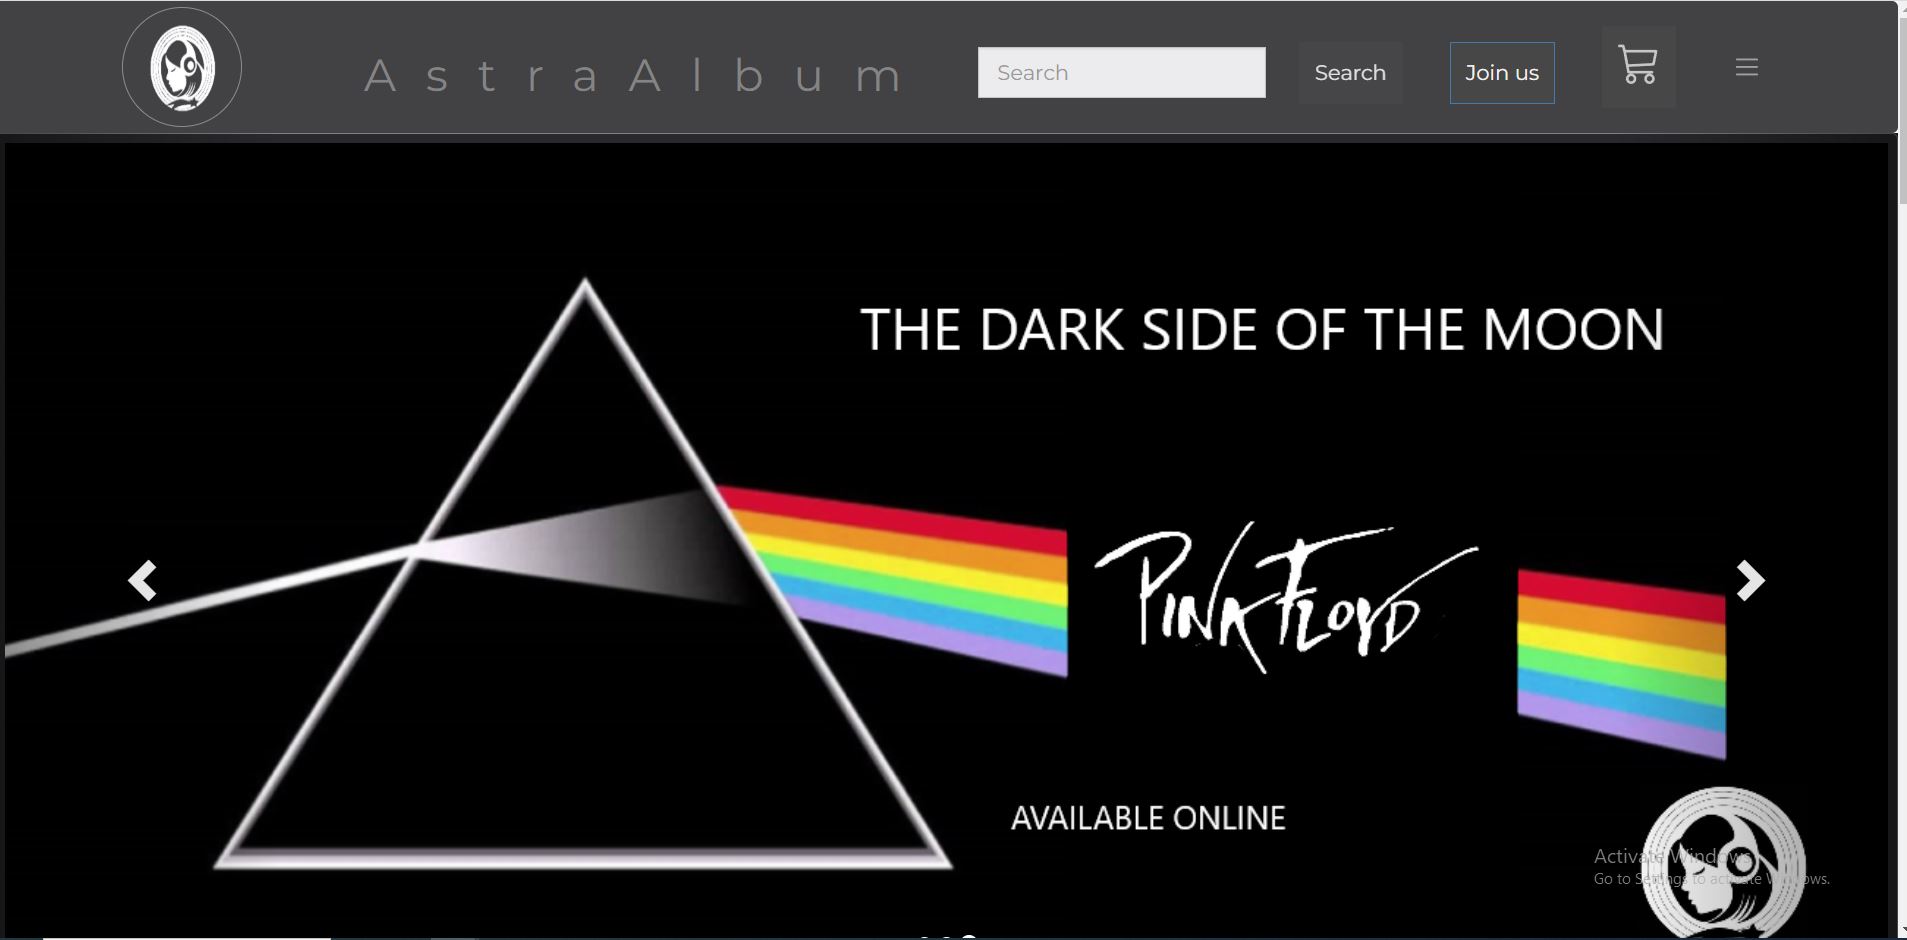 AstraAlbum
Search
Search
Join us
THE DARK SIDE OF THE MOON
PINK FLOYD
AVAILABLE ONLINE
Activate Windows
Go to Settings to activate Windows.